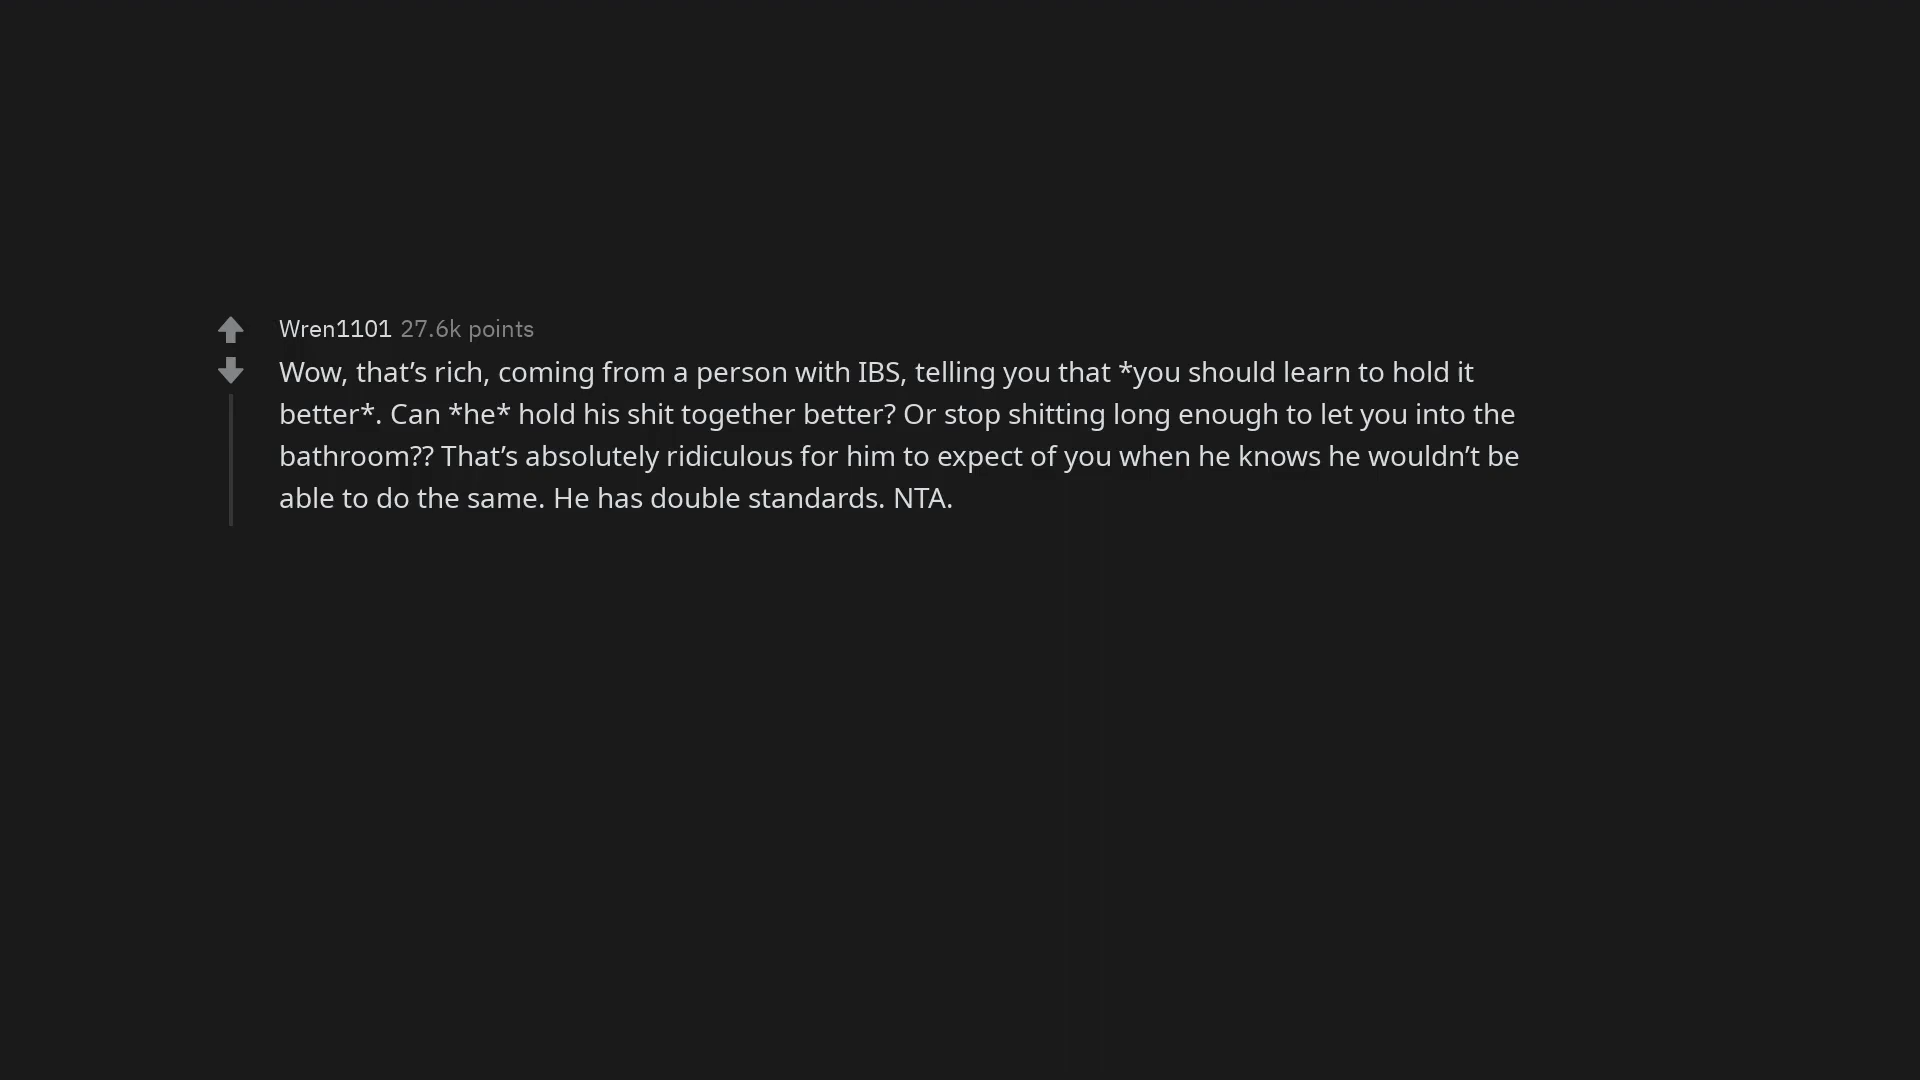 Wren1101 27.6k points
Wow, that’s rich, coming from a person with IBS, telling you that *you should learn to hold it
better*. Can *he* hold his shit together better? Or stop shitting long enough to let you into the
bathroom?? That’s absolutely ridiculous for him to expect of you when he knows he wouldn’t be
able to do the same. He has double standards. NTA.